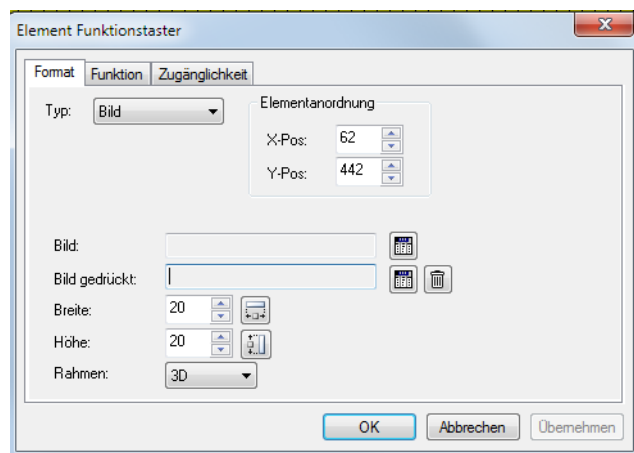 Element Funktionstaster
Format Funktion Zugänglichkeit
Typ: Bild
Elementanordnung
X-Pos: 62
Y-Pos: 442
Bild:
Bild gedrückt:
Breite: 20
Höhe: 20
Rahmen: 3D
OK Abbrechen Übernehmen